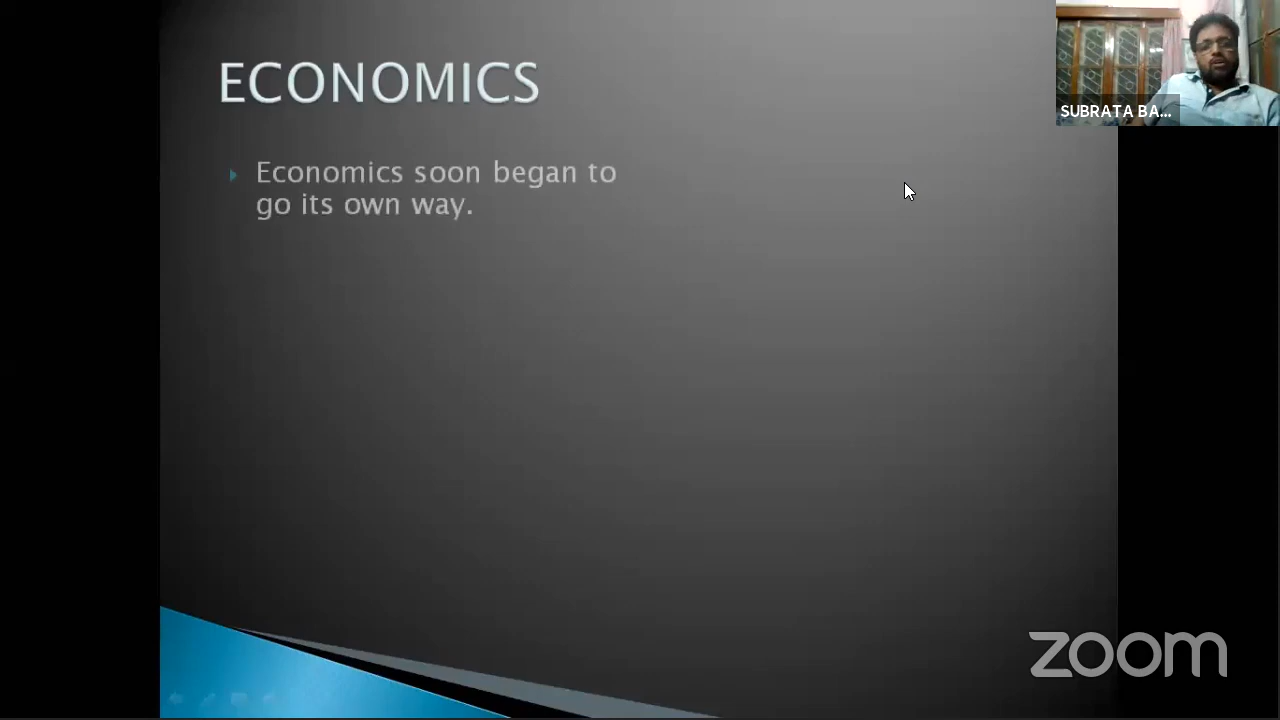 ECONOMICS
SUBRATA BA...
Economics soon began to
go its own way.
zoom